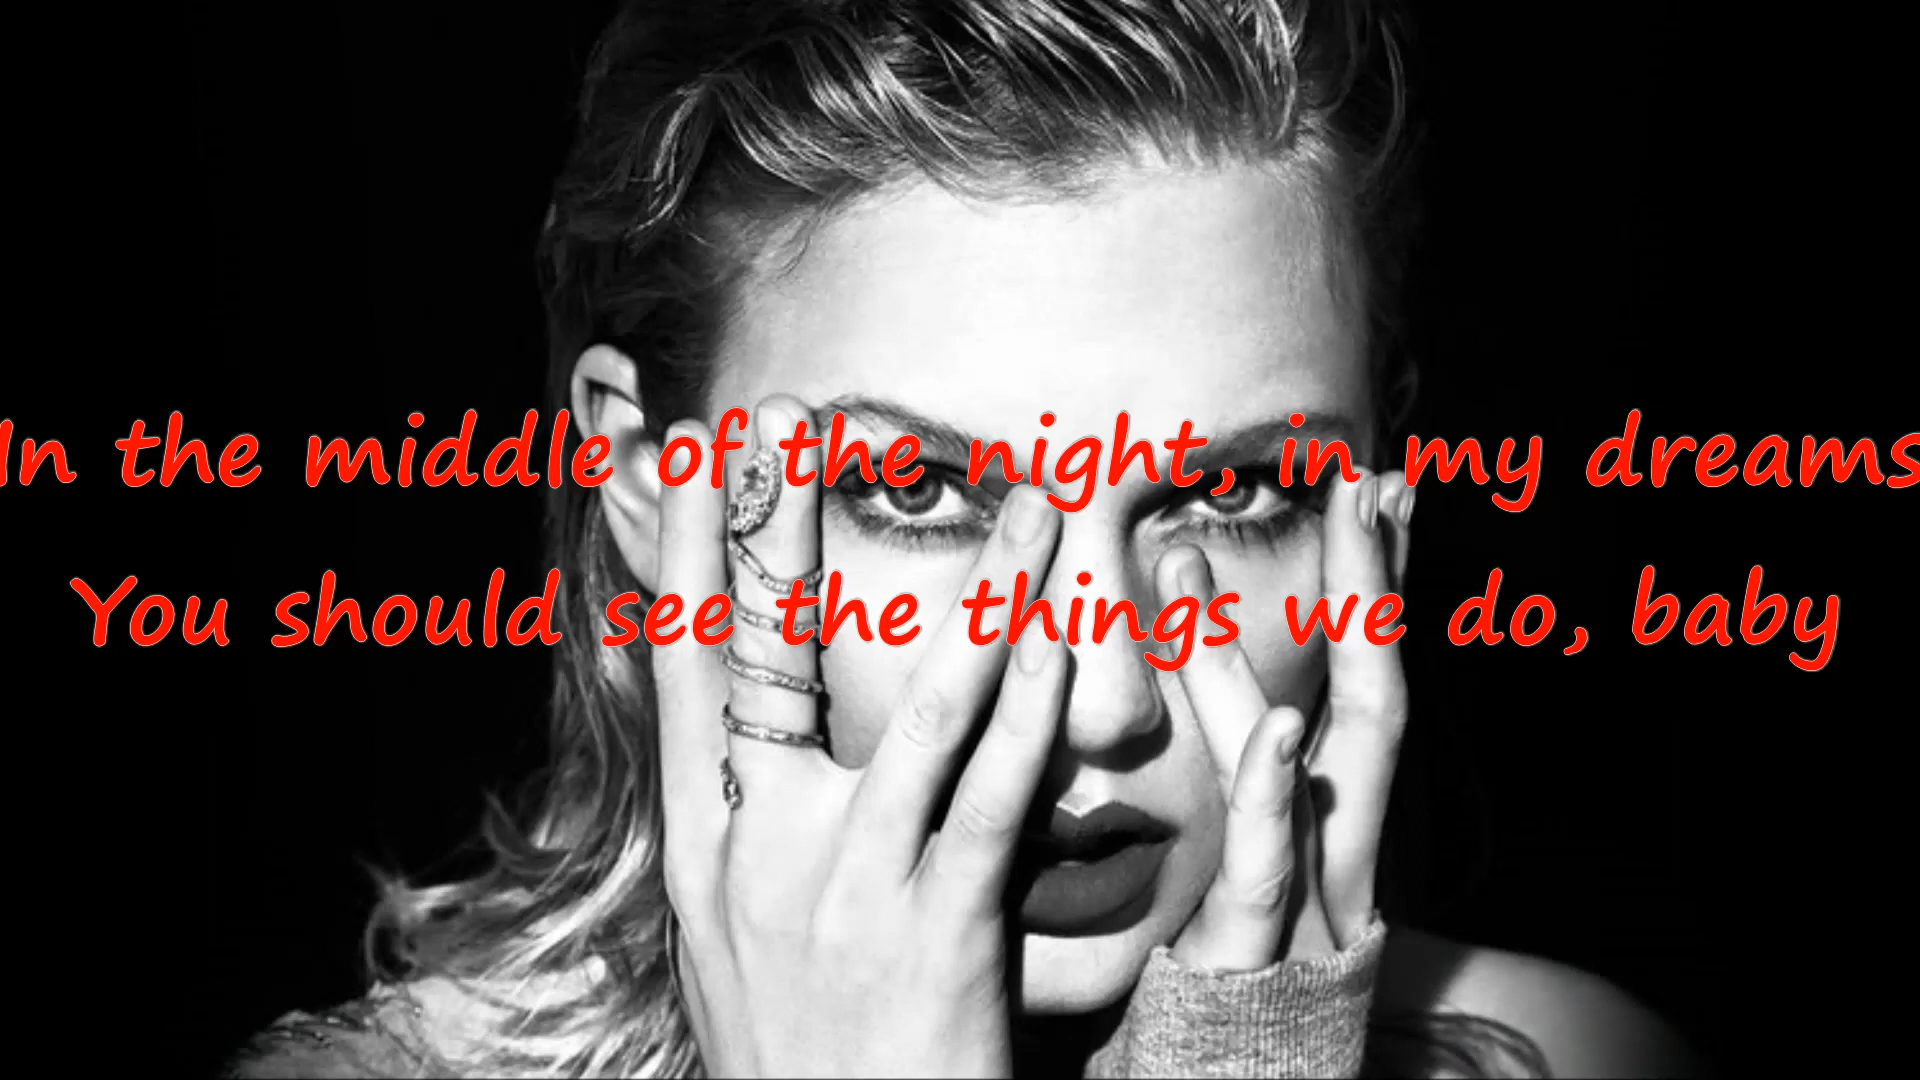 In the middle of the night, in my dreams
You should see the things we do, baby